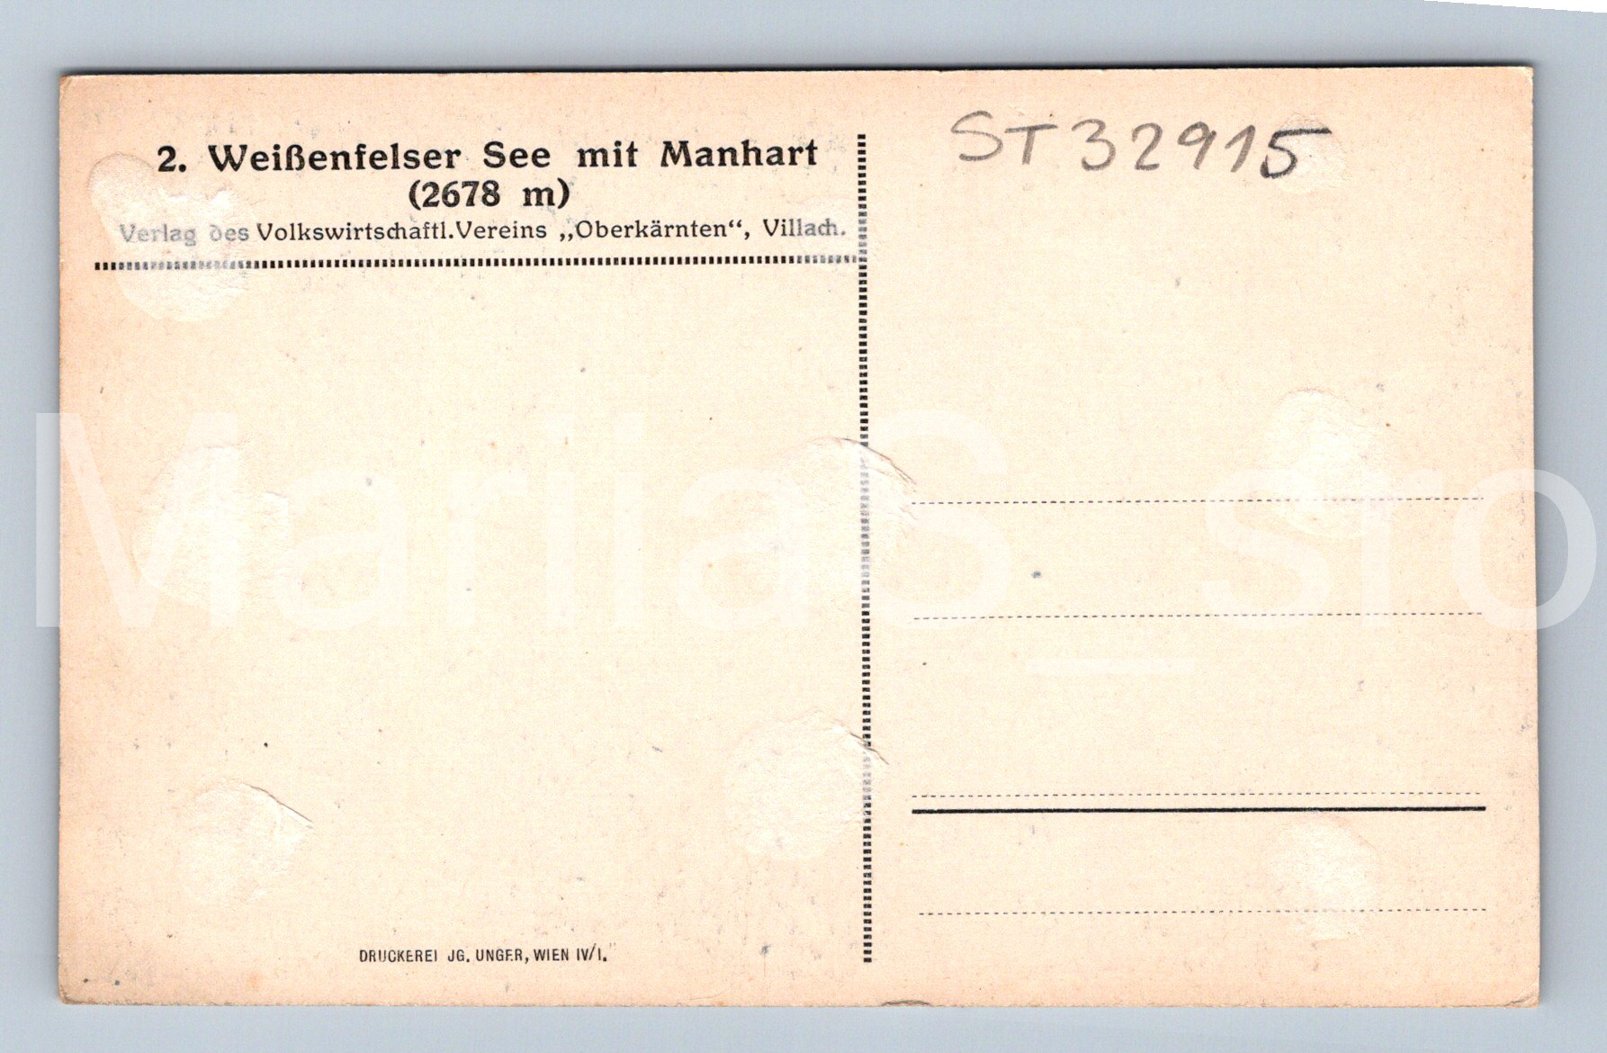 2. Weißenfelser See mit Manhart
(2678 m)
Verlag des Volkswirtschaftl. Vereins „Oberkärnten“, Villach.
ST32915
MariiaS_sro
DRUCKEREI JG. UNGER, WIEN IV/1.